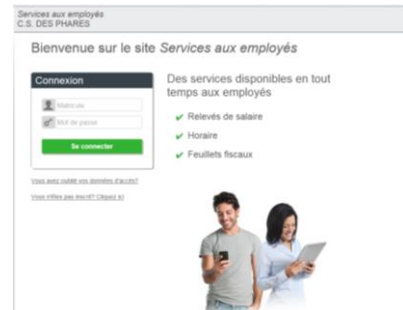 Services aux employés
C.S. DES PHARES
Bienvenue sur le site Services aux employés
Connexion
Matricule
Mot de passe
Se connecter
Vous avez oublié vos données d'accès?
Vous n'êtes pas inscrit? Cliquez ici
Des services disponibles en tout
temps aux employés
Relevés de salaire
Horaire
Feuillets fiscaux